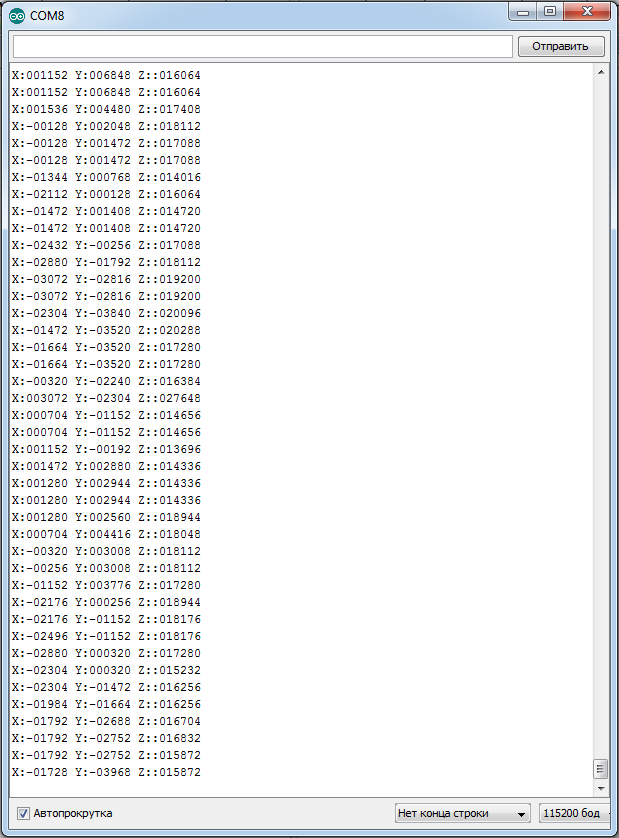 COM8
Отправить
X:001152 Y:006848 Z::016064
X:001152 Y:006848 Z::016064
X:001536 Y:004480 Z::017408
X:-00128 Y:002048 Z::018112
X:-00128 Y:001472 Z::017088
X:-00128 Y:001472 Z::017088
X:-01344 Y:000768 Z::014016
X:-02112 Y:000128 Z::016064
X:-01472 Y:001408 Z::014720
X:-01472 Y:001408 Z::014720
X:-02432 Y:-00256 Z::017088
X:-02880 Y:-01792 Z::018112
X:-03072 Y:-02816 Z::019200
X:-03072 Y:-02816 Z::019200
X:-02304 Y:-03840 Z::020096
X:-01472 Y:-03520 Z::020288
X:-01664 Y:-03520 Z::017280
X:-01664 Y:-03520 Z::017280
X:-00320 Y:-02240 Z::016384
X:003072 Y:-02304 Z::027648
X:000704 Y:-01152 Z::014656
X:000704 Y:-01152 Z::014656
X:001152 Y:-00192 Z::013696
X:001472 Y:002880 Z::014336
X:001280 Y:002944 Z::014336
X:001280 Y:002944 Z::014336
X:001280 Y:002560 Z::018944
X:000704 Y:004416 Z::018048
X:-00320 Y:003008 Z::018112
X:-00256 Y:003008 Z::018112
X:-01152 Y:003776 Z::017280
X:-02176 Y:000256 Z::018944
X:-02176 Y:-01152 Z::018176
X:-02496 Y:-01152 Z::018176
X:-02880 Y:000320 Z::017280
X:-02304 Y:000320 Z::015232
X:-02304 Y:-01472 Z::016256
X:-01984 Y:-01664 Z::016256
X:-01792 Y:-02688 Z::016704
X:-01792 Y:-02752 Z::016832
X:-01792 Y:-02752 Z::015872
X:-01728 Y:-03968 Z::015872
Автопрокрутка
Нет конца строки
115200 бод